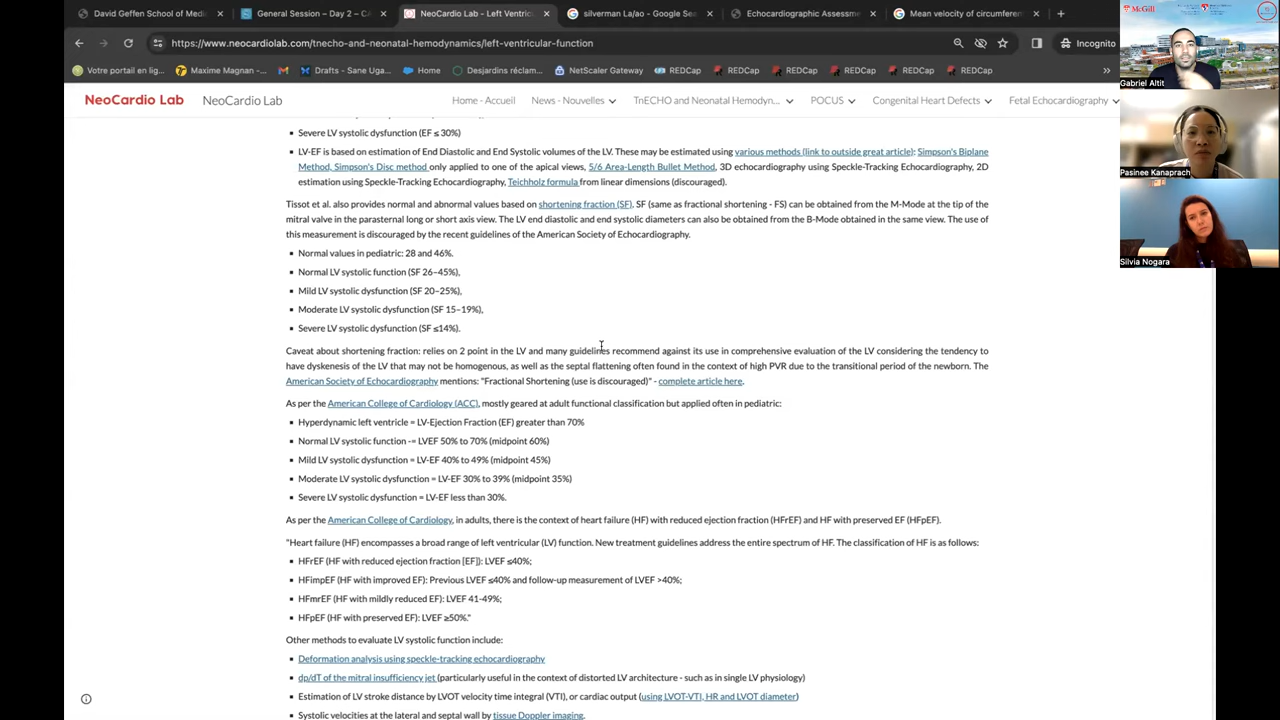 David Geffen School of Med
General Session – Day 2 – C
NeoCardio Lab - Left Ventric
silverman La/ao - Google Sea
Echocardiographic Assessme
Mean velocity of circumferen
https://www.neocardiolab.com/tnecho-and-neonatal-hemodynamics/left-ventricular-function
Incognito
Votre portail en lig...
Maxime Magnan -...
Drafts - Sane Uga...
Home
Desjardins réclam...
NetScaler Gateway
REDCap
REDCap
REDCap
REDCap
REDCap
REDCap
»
NeoCardio Lab
NeoCardio Lab
Home - Accueil
News - Nouvelles
TnECHO and Neonatal Hemodyn...
POCUS
Congenital Heart Defects
Fetal Echocardiography
Severe LV systolic dysfunction (EF ≤ 30%)
LV-EF is based on estimation of End Diastolic and End Systolic volumes of the LV. These may be estimated using various methods (link to outside great article): Simpson's Biplane
Method, Simpson's Disc method only applied to one of the apical views, 5/6 Area-Length Bullet Method, 3D echocardiography using Speckle-Tracking Echocardiography, 2D
estimation using Speckle-Tracking Echocardiography, Teichholz formula from linear dimensions (discouraged).
Tissot et al. also provides normal and abnormal values based on shortening fraction (SF). SF (same as fractional shortening - FS) can be obtained from the M-Mode at the tip of the
mitral valve in the parasternal long or short axis view. The LV end diastolic and end systolic diameters can also be obtained from the B-Mode obtained in the same view. The use of
this measurement is discouraged by the recent guidelines of the American Society of Echocardiography.
Normal values in pediatric: 28 and 46%.
Normal LV systolic function (SF 26–45%),
Mild LV systolic dysfunction (SF 20–25%),
Moderate LV systolic dysfunction (SF 15–19%),
Severe LV systolic dysfunction (SF ≤14%).
Caveat about shortening fraction: relies on 2 point in the LV and many guidelines recommend against its use in comprehensive evaluation of the LV considering the tendency to
have dyskenesis of the LV that may not be homogenous, as well as the septal flattening often found in the context of high PVR due to the transitional period of the newborn. The
American Society of Echocardiography mentions: "Fractional Shortening (use is discouraged)" - complete article here.
As per the American College of Cardiology (ACC), mostly geared at adult functional classification but applied often in pediatric:
Hyperdynamic left ventricle = LV-Ejection Fraction (EF) greater than 70%
Normal LV systolic function -= LVEF 50% to 70% (midpoint 60%)
Mild LV systolic dysfunction = LV-EF 40% to 49% (midpoint 45%)
Moderate LV systolic dysfunction = LV-EF 30% to 39% (midpoint 35%)
Severe LV systolic dysfunction = LV-EF less than 30%.
As per the American College of Cardiology, in adults, there is the context of heart failure (HF) with reduced ejection fraction (HFrEF) and HF with preserved EF (HFpEF).
"Heart failure (HF) encompasses a broad range of left ventricular (LV) function. New treatment guidelines address the entire spectrum of HF. The classification of HF is as follows:
HFrEF (HF with reduced ejection fraction [EF]): LVEF ≤40%;
HFimpEF (HF with improved EF): Previous LVEF ≤40% and follow-up measurement of LVEF >40%;
HFmrEF (HF with mildly reduced EF): LVEF 41-49%;
HFpEF (HF with preserved EF): LVEF ≥50%."
Other methods to evaluate LV systolic function include:
Deformation analysis using speckle-tracking echocardiography
dp/dT of the mitral insufficiency jet (particularly useful in the context of distorted LV architecture - such as in single LV physiology)
Estimation of LV stroke distance by LVOT velocity time integral (VTI), or cardiac output (using LVOT-VTI, HR and LVOT diameter)
Systolic velocities at the lateral and septal wall by tissue Doppler imaging.
McGill
Gabriel Altit
Pasinee Kanaprach
Silvia Nogara